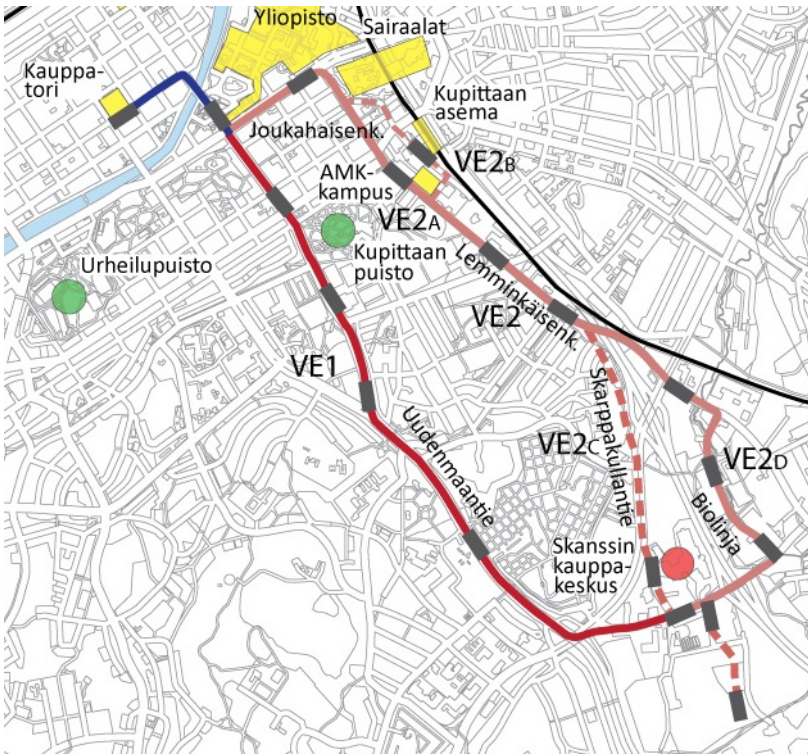 Yliopisto
Sairaalat
Kauppa-
tori
Kupittaan
asema
Joukahaisenk.
VE2B
AMK-
kampus
VE2A
Kupittaan
puisto
Urheilupuisto
Lemminkäisenk.
VE2
VE1
Skarppakullantie
Uudenmaantie
VE2C
VE2D
Biolinja
Skanssin
kauppa-
keskus